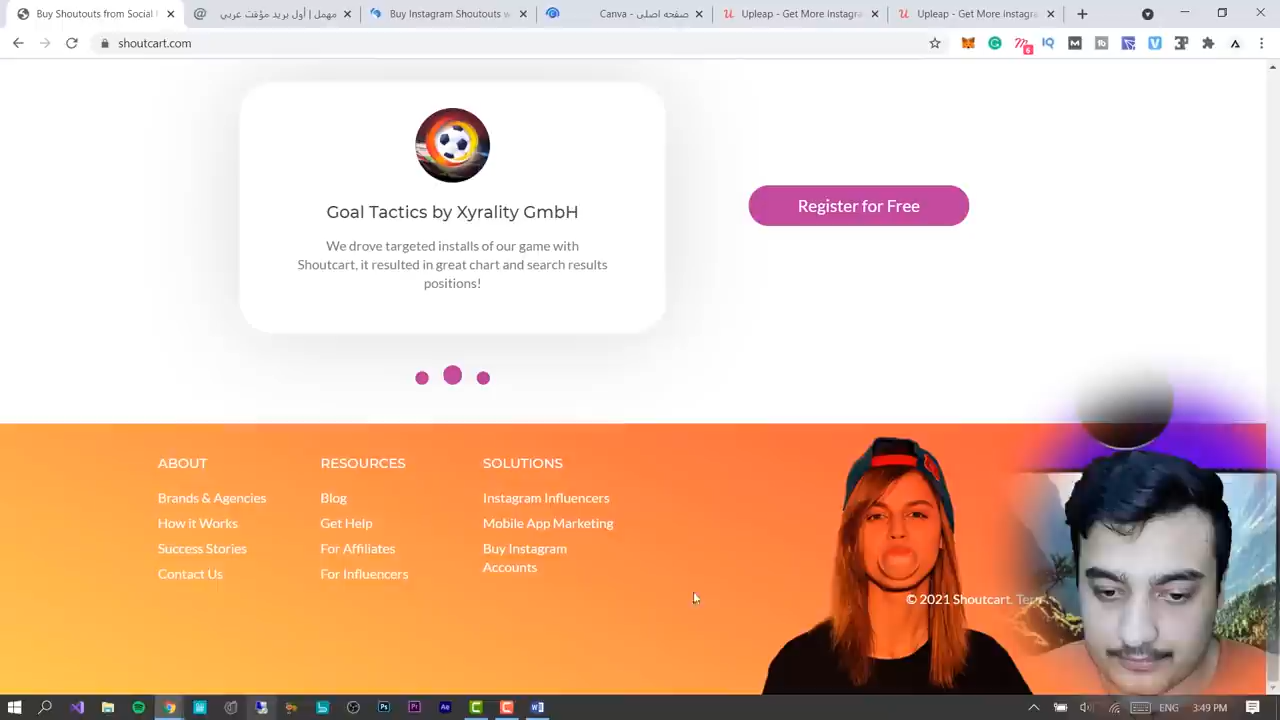 Buy Shoutouts from Social
مهمل | أول بريد مؤقت عربي
Buy Instagram Shoutouts w
Canva - صفحه اصلی
Upleap - Get More Instagra
Upleap - Get More Instagra
shoutcart.com
6
Goal Tactics by Xyrality GmbH
We drove targeted installs of our game with
Shoutcart, it resulted in great chart and search results
positions!
Register for Free
ABOUT
Brands & Agencies
How it Works
Success Stories
Contact Us
RESOURCES
Blog
Get Help
For Affiliates
For Influencers
SOLUTIONS
Instagram Influencers
Mobile App Marketing
Buy Instagram
Accounts
© 2021 Shoutcart.
ENG
3:49 PM